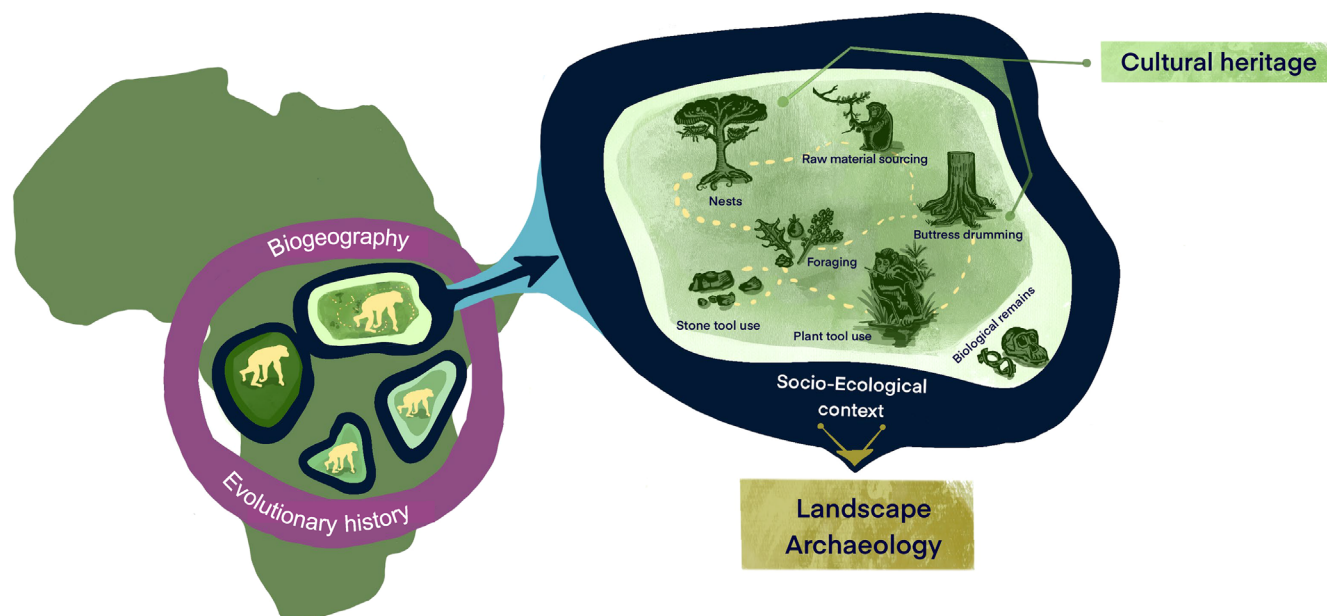 Cultural heritage
Raw material sourcing
Nests
Buttress drumming
Biogeography
Foraging
Stone tool use
Plant tool use
Biological remains
Socio-Ecological
context
Evolutionary history
Landscape
Archaeology